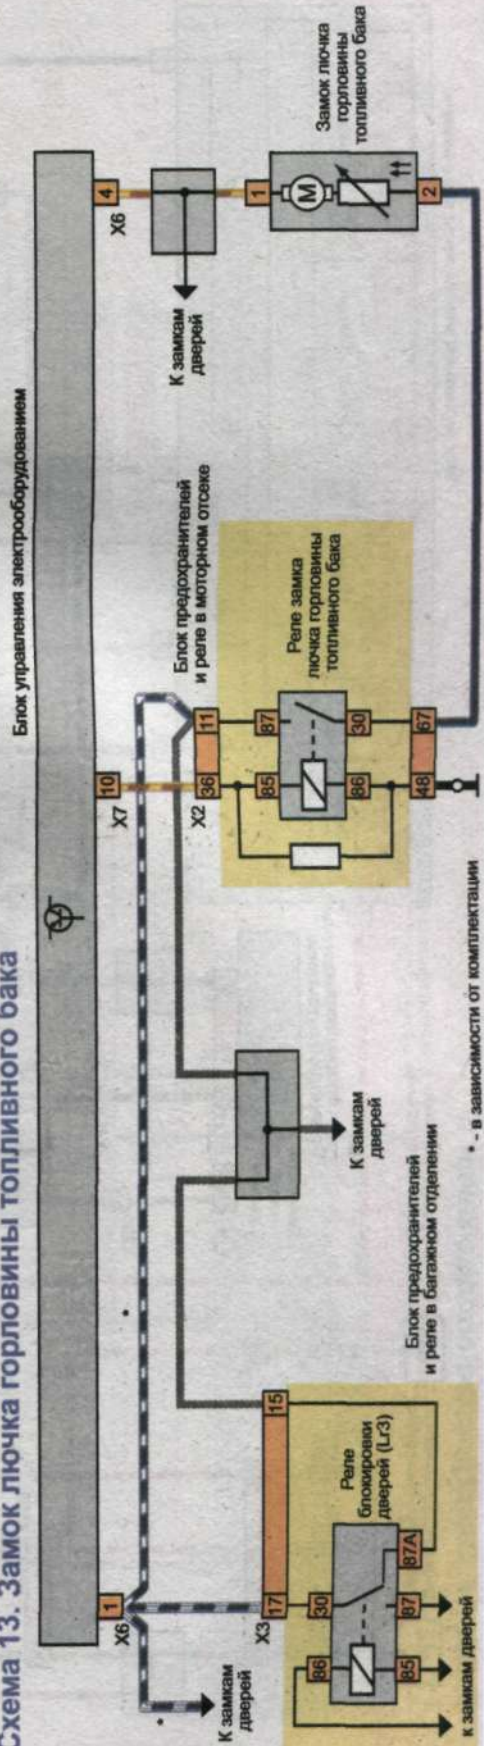 Схема 13. Замок лючка горловины топливного бака
Блок управления электрооборудованием
1
X6
10
X7
4
X6
*
*
К замкам
дверей
X3
17
15
30
86
85
87
87A
Реле
блокировки
дверей (Lr3)
к замкам дверей
Блок предохранителей
и реле в багажном отделении
К замкам
дверей
Блок предохранителей
и реле в моторном отсеке
X2
36
11
85
87
86
30
48
67
Реле замка
лючка горловины
топливного бака
К замкам
дверей
1
M
2
Замок лючка
горловины
топливного бака
* - в зависимости от комплектации